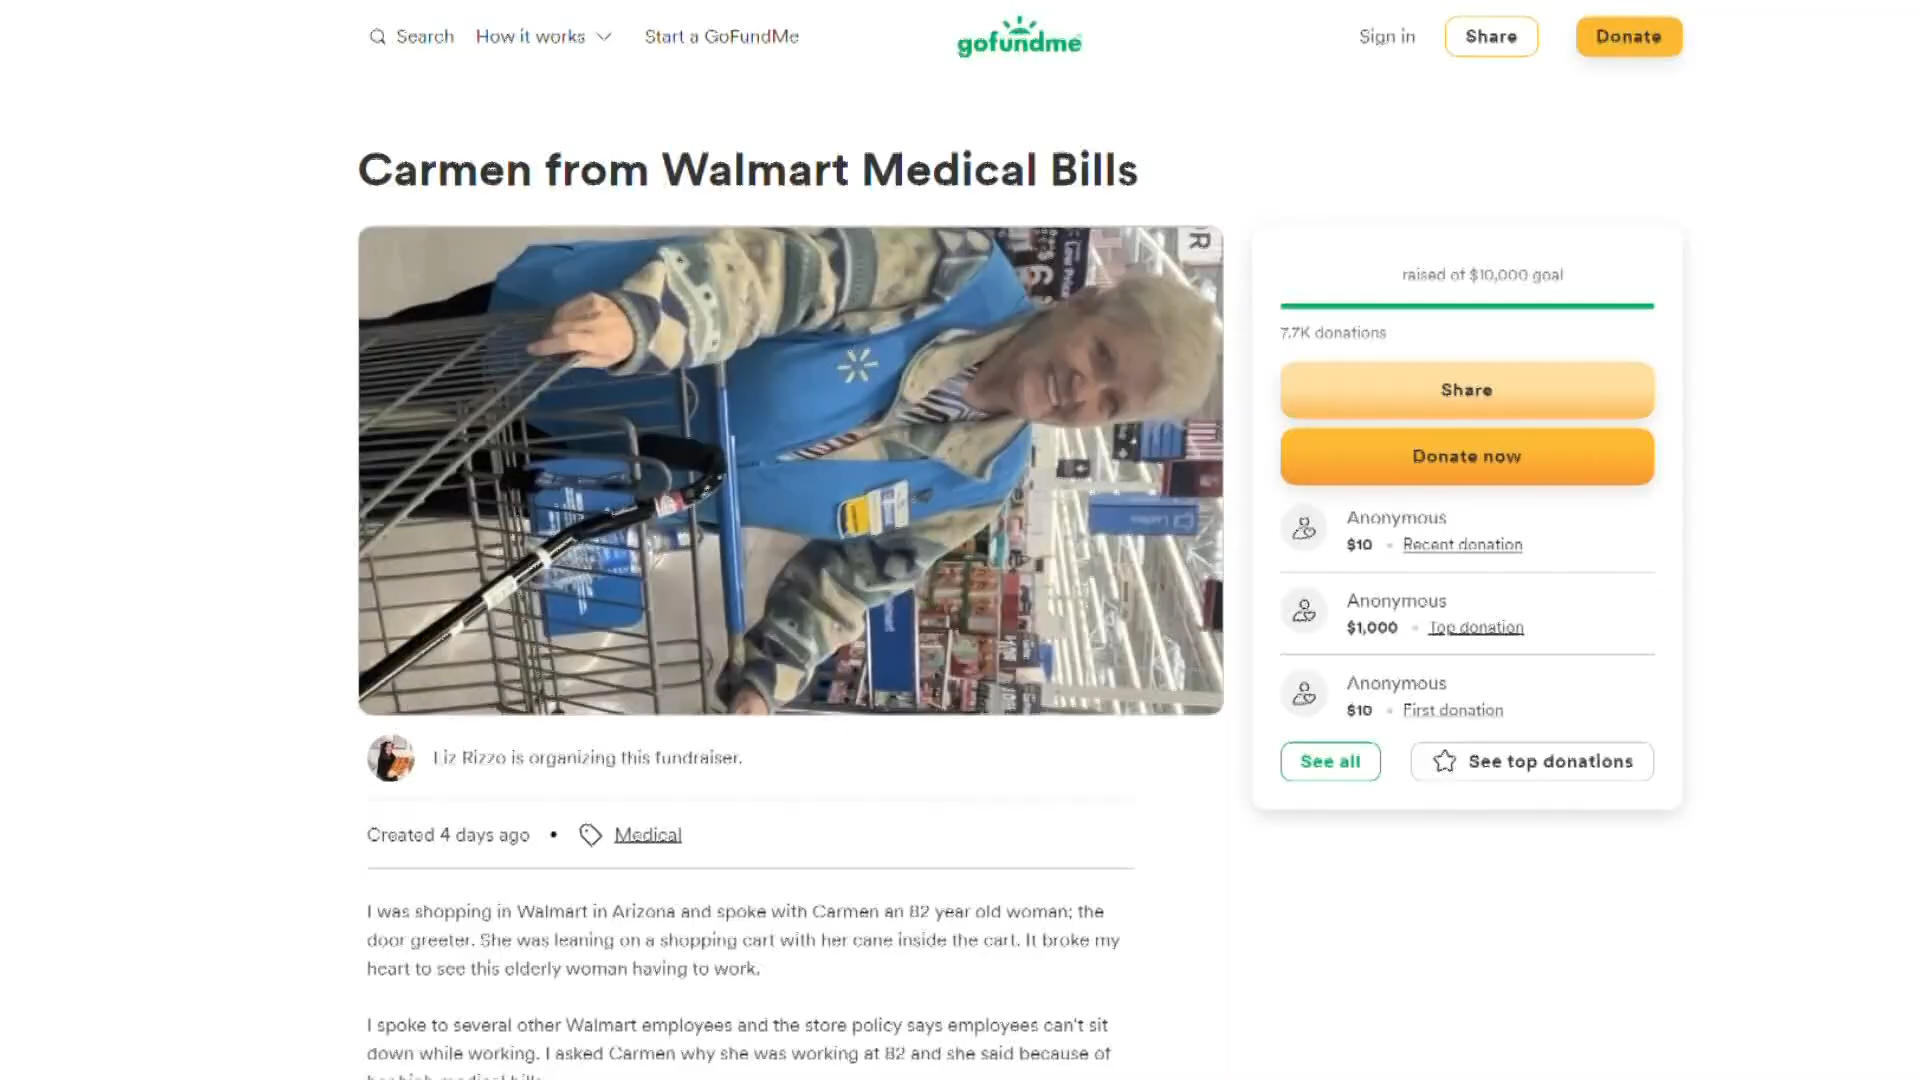 Search How it works Start a GoFundMe gofundme Sign in Share Donate
Carmen from Walmart Medical Bills
raised of $10,000 goal
7.7K donations
Share
Donate now
Anonymous
$10 • Recent donation
Anonymous
$1,000 • Top donation
Anonymous
$10 • First donation
See all See top donations
Liz Rizzo is organizing this fundraiser.
Created 4 days ago • Medical
I was shopping in Walmart in Arizona and spoke with Carmen an 82 year old woman; the
door greeter. She was leaning on a shopping cart with her cane inside the cart. It broke my
heart to see this elderly woman having to work.
I spoke to several other Walmart employees and the store policy says employees can't sit
down while working. I asked Carmen why she was working at 82 and she said because of
her high medical bills